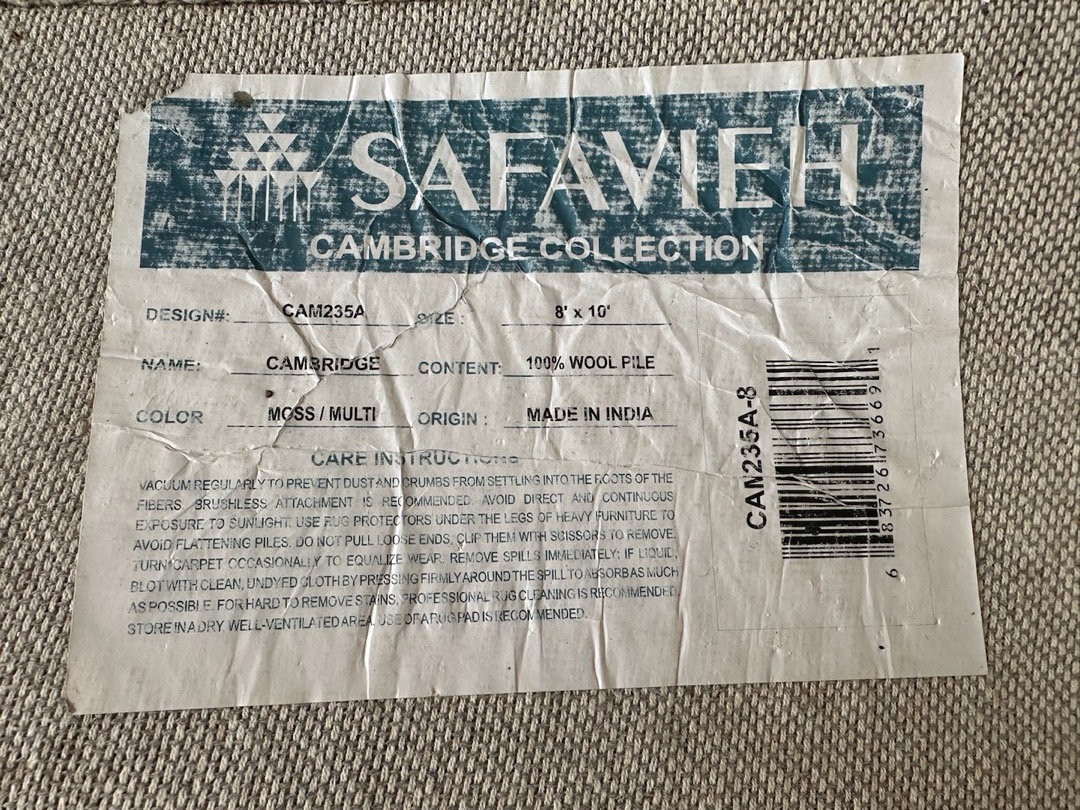 SAFAVIEH
CAMBRIDGE COLLECTION
DESIGN#: CAM235A SIZE : 8' x 10'
NAME: CAMBRIDGE CONTENT: 100% WOOL PILE
COLOR MOSS / MULTI ORIGIN : MADE IN INDIA
CARE INSTRUCTIONS
VACUUM REGULARLY TO PREVENT DUST AND CRUMBS FROM SETTLING INTO THE ROOTS OF THE
FIBERS. BRUSHLESS ATTACHMENT IS RECOMMENDED. AVOID DIRECT AND CONTINUOUS
EXPOSURE TO SUNLIGHT. USE RUG PROTECTORS UNDER THE LEGS OF HEAVY FURNITURE TO
AVOID FLATTENING PILES. DO NOT PULL LOOSE ENDS, CLIP THEM WITH SCISSORS TO REMOVE.
TURN CARPET OCCASIONALLY TO EQUALIZE WEAR. REMOVE SPILLS IMMEDIATELY: IF LIQUID,
BLOT WITH CLEAN, UNDYED CLOTH BY PRESSING FIRMLY AROUND THE SPILL TO ABSORB AS MUCH
AS POSSIBLE. FOR HARD TO REMOVE STAINS, PROFESSIONAL RUG CLEANING IS RECOMMENDED.
STORE IN A DRY, WELL-VENTILATED AREA. USE OF A RUG PAD IS RECOMMENDED.
CAM235A-8
6 83726 73669 1